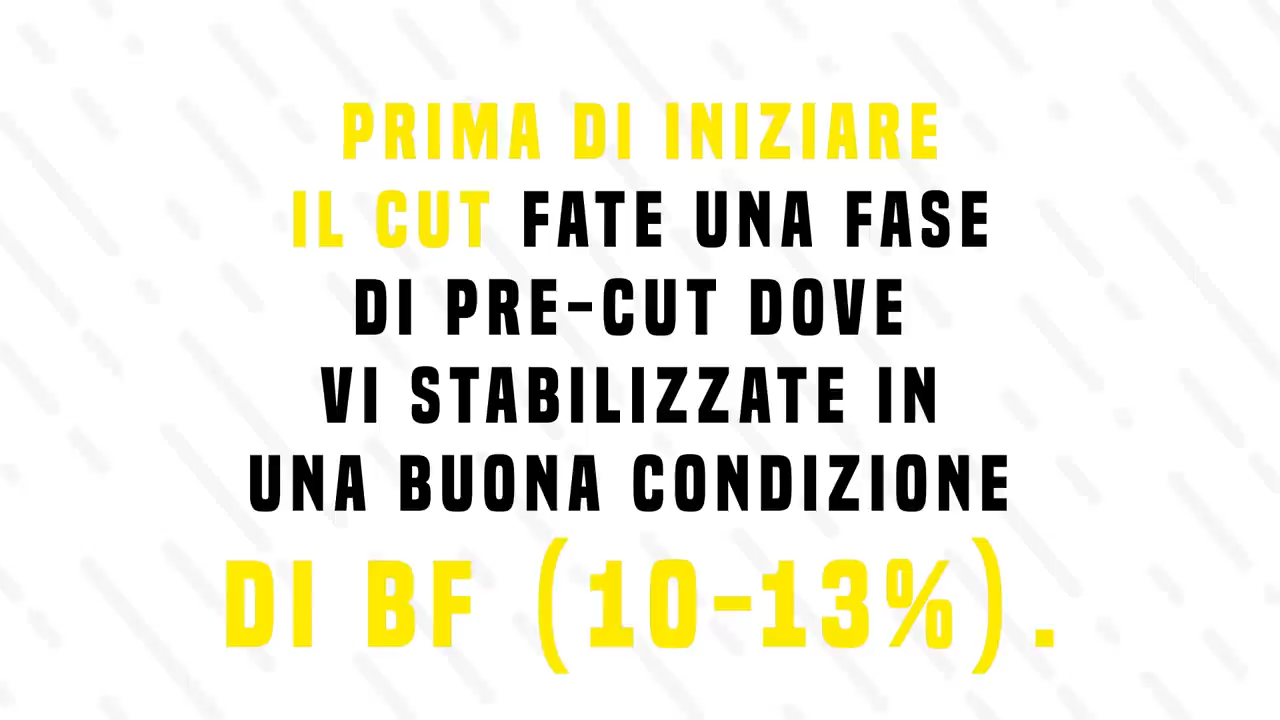 PRIMA DI INIZIARE
IL CUT FATE UNA FASE
DI PRE-CUT DOVE
VI STABILIZZATE IN
UNA BUONA CONDIZIONE
DI BF (10-13%).